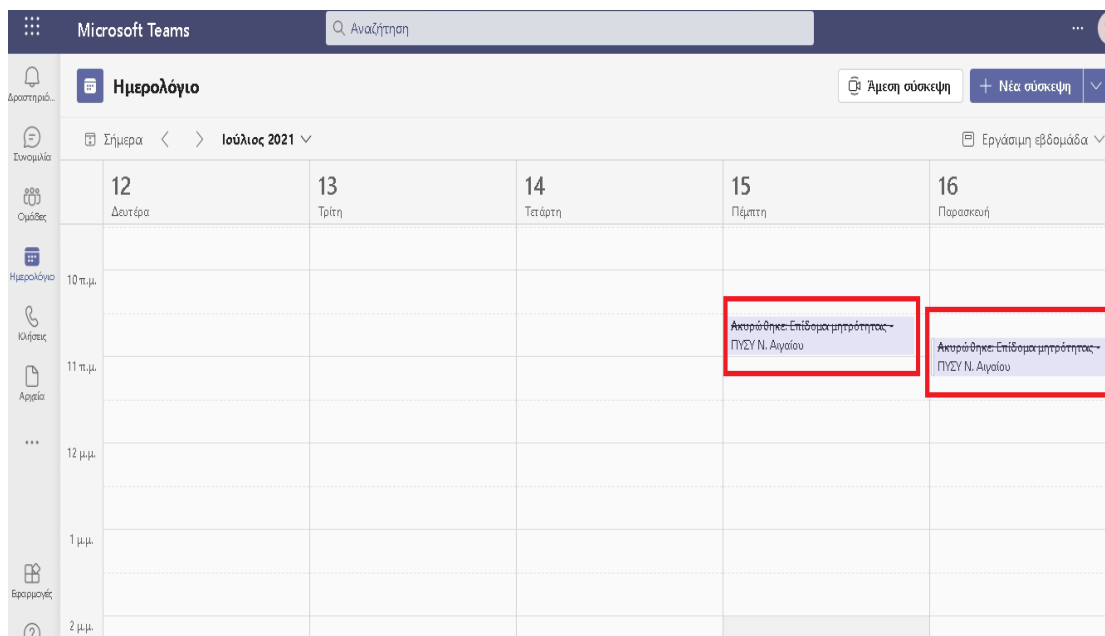 Microsoft Teams
Αναζήτηση
Ημερολόγιο
Άμεση σύσκεψη
+ Νέα σύσκεψη
Σήμερα
Ιούλιος 2021
Εργάσιμη εβδομάδα
Δραστηριό...
Συνομιλία
Ομάδες
Ημερολόγιο
Κλήσεις
Αρχεία
Εφαρμογές
12
Δευτέρα
13
Τρίτη
14
Τετάρτη
15
Πέμπτη
16
Παρασκευή
10 π.μ.
11 π.μ.
12 μ.μ.
1 μ.μ.
2 μ.μ.
Ακυρώθηκε: Επίδομα μητρότητας -
ΠΥΣΥ Ν. Αιγαίου
Ακυρώθηκε: Επίδομα μητρότητας -
ΠΥΣΥ Ν. Αιγαίου